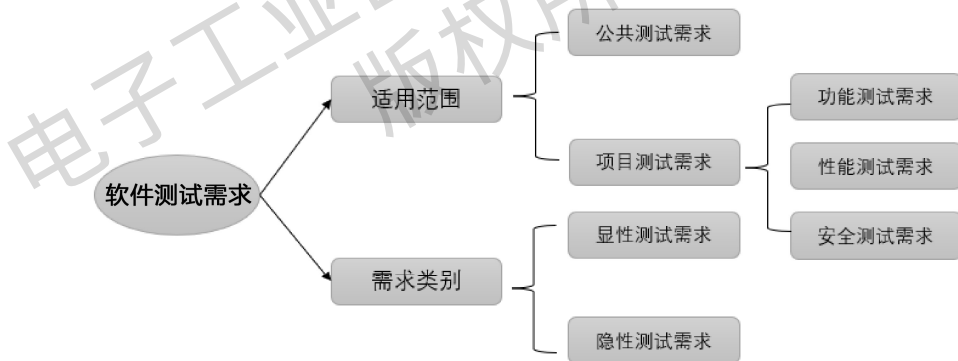 电子工业
版权所
软件测试需求
适用范围
公共测试需求
项目测试需求
功能测试需求
性能测试需求
安全测试需求
需求类别
显性测试需求
隐性测试需求